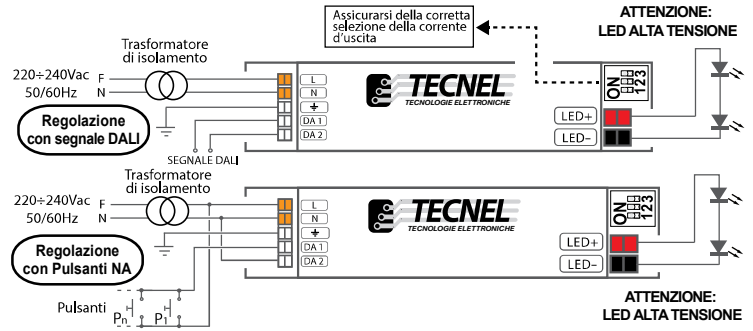 Assicurarsi della corretta
selezione della corrente
d'uscita
ATTENZIONE:
LED ALTA TENSIONE
Trasformatore
di isolamento
220÷240Vac F
50/60Hz N
Regolazione
con segnale DALI
L
N
DA 1
DA 2
SEGNALE DALI
TECNEL
TECNOLOGIE ELETTRONICHE
ON
123
LED+
LED–
Trasformatore
di isolamento
220÷240Vac F
50/60Hz N
Regolazione
con Pulsanti NA
L
N
DA 1
DA 2
Pulsanti
Pn P1
TECNEL
TECNOLOGIE ELETTRONICHE
ON
123
LED+
LED–
ATTENZIONE:
LED ALTA TENSIONE